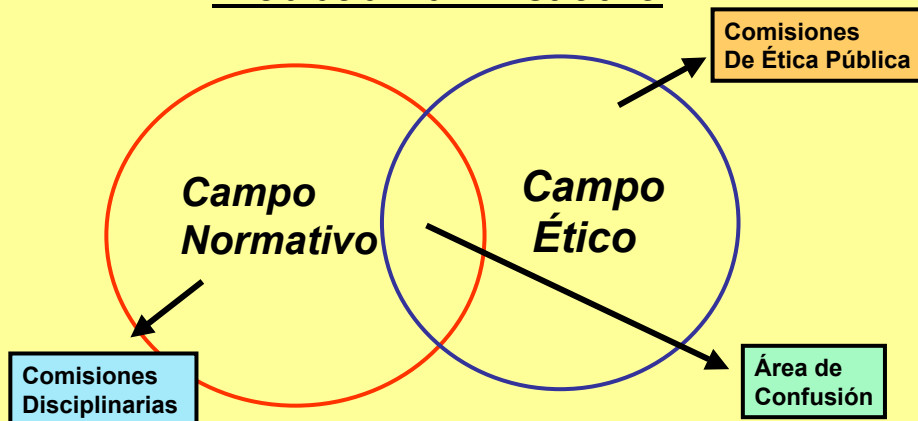 Comisiones
De Ética Pública
Campo
Normativo
Campo
Ético
Comisiones
Disciplinarias
Área de
Confusión